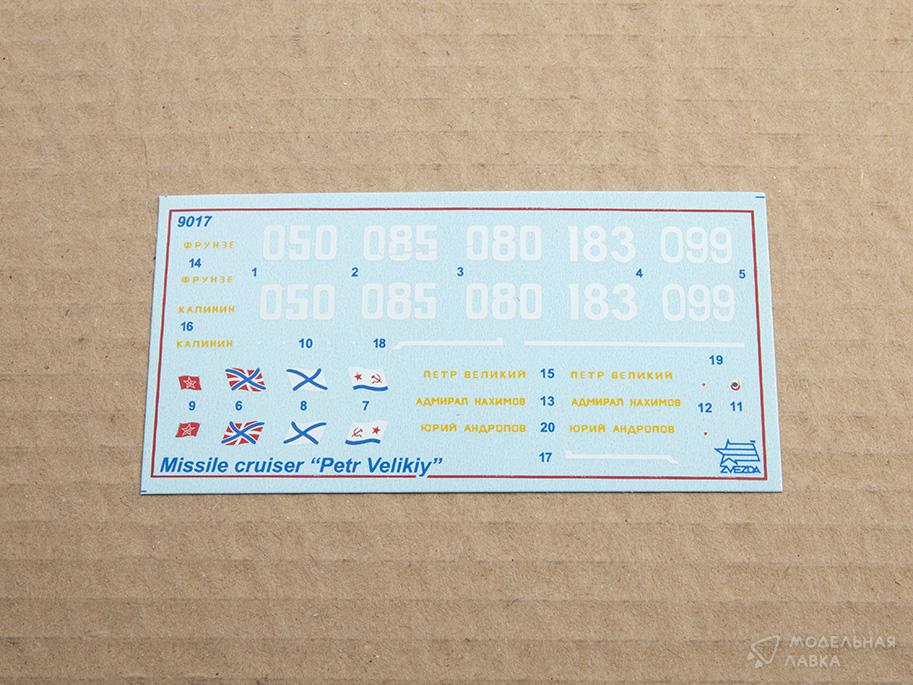 9017
ФРУНЗЕ 050 085 080 183 099
14 1 2 3 4 5
ФРУНЗЕ
КАЛИНИН 050 085 080 183 099
16
КАЛИНИН 10 18
19
ПЕТР ВЕЛИКИЙ 15 ПЕТР ВЕЛИКИЙ
9 6 8 7 АДМИРАЛ НАХИМОВ 13 АДМИРАЛ НАХИМОВ 12 11
ЮРИЙ АНДРОПОВ 20 ЮРИЙ АНДРОПОВ
17
Missile cruiser “Petr Velikiy”
ZVEZDA
МОДЕЛЬНАЯ
ЛАВКА